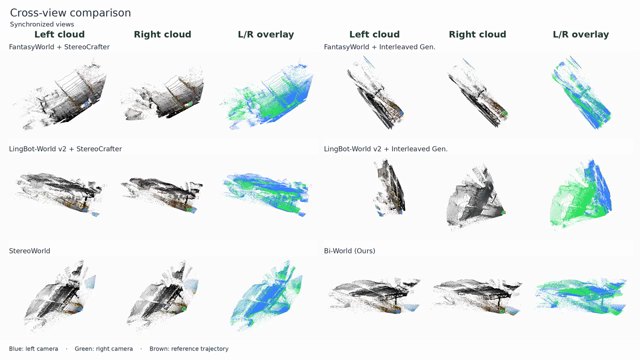 Cross-view comparison
Synchronized views
Left cloud Right cloud L/R overlay Left cloud Right cloud L/R overlay
FantasyWorld + StereoCrafter FantasyWorld + Interleaved Gen.
LingBot-World v2 + StereoCrafter LingBot-World v2 + Interleaved Gen.
StereoWorld Bi-World (Ours)
Blue: left camera · Green: right camera · Brown: reference trajectory